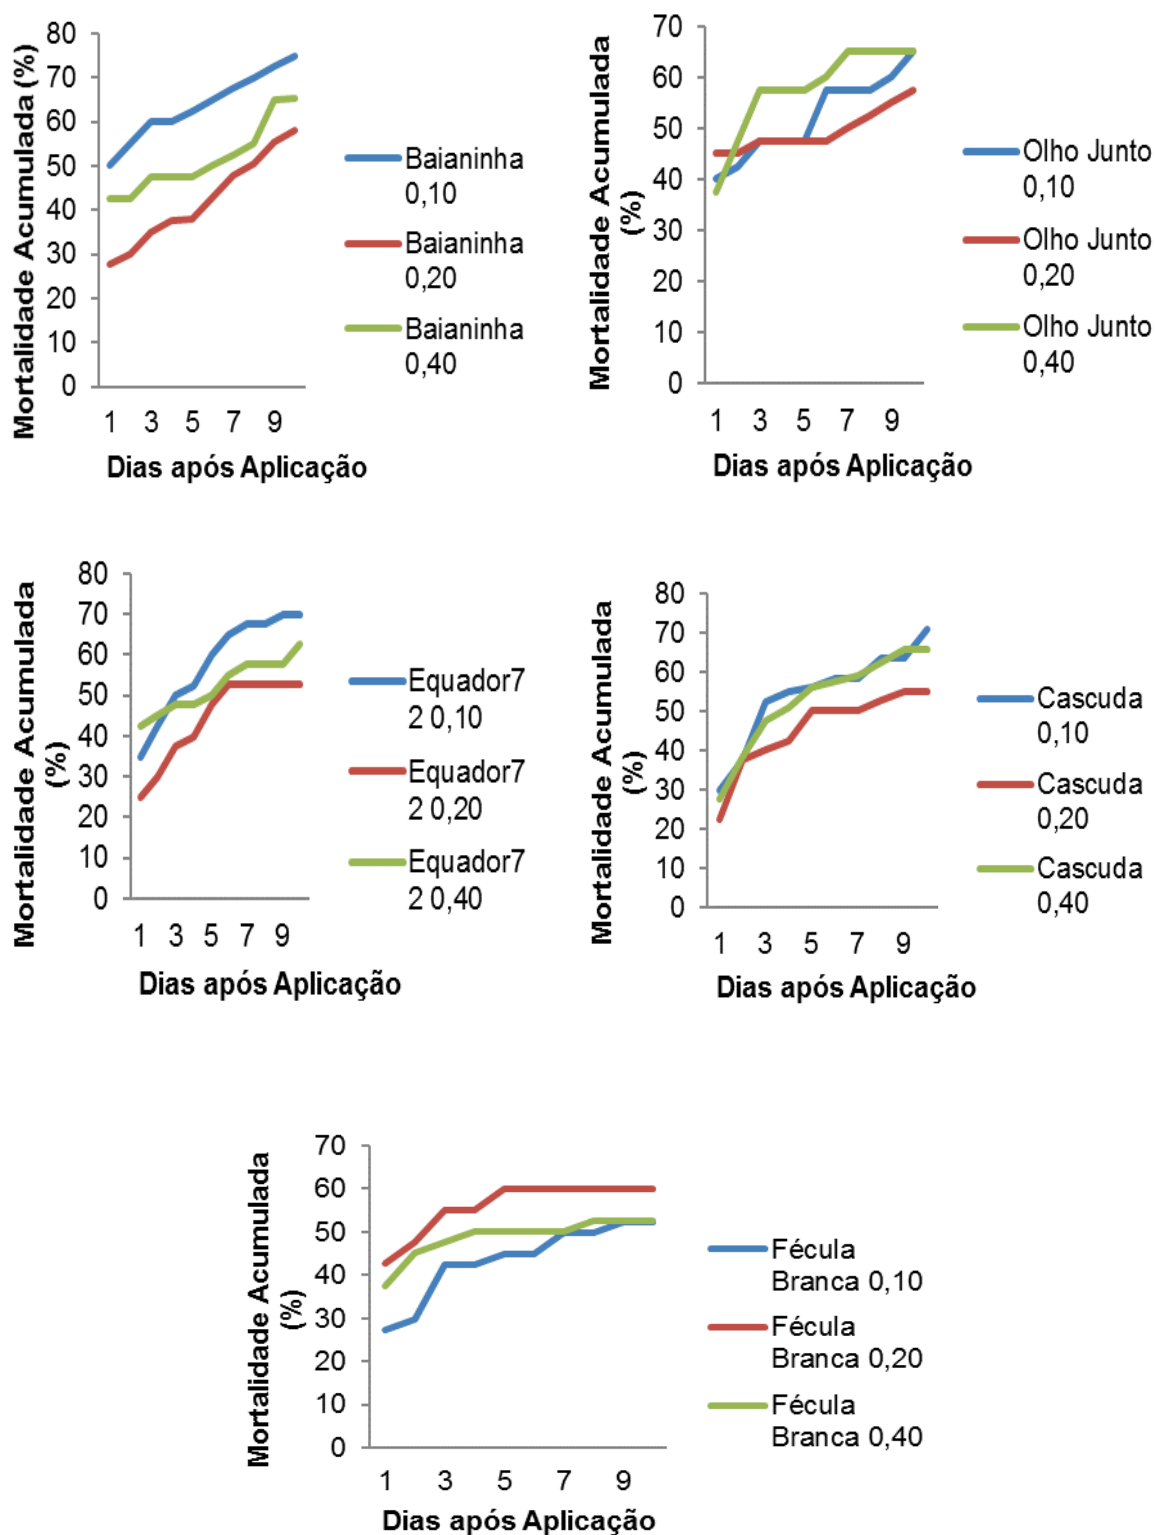 Mortalidade Acumulada (%)
80
70
60
50
40
30
20
10
0
1 3 5 7 9
Dias após Aplicação
Baianinha
0,10
Baianinha
0,20
Baianinha
0,40
Mortalidade Acumulada
(%)
70
60
50
40
30
20
10
0
1 3 5 7 9
Dias após Aplicação
Olho Junto
0,10
Olho Junto
0,20
Olho Junto
0,40
Mortalidade Acumulada
(%)
80
70
60
50
40
30
20
10
0
1 3 5 7 9
Dias após Aplicação
Equador7
2 0,10
Equador7
2 0,20
Equador7
2 0,40
Mortalidade Acumulada
(%)
80
70
60
50
40
30
20
10
0
1 3 5 7 9
Dias após Aplicação
Cascuda
0,10
Cascuda
0,20
Cascuda
0,40
Mortalidade Acumulada
(%)
70
60
50
40
30
20
10
0
1 3 5 7 9
Dias após Aplicação
Fécula
Branca 0,10
Fécula
Branca 0,20
Fécula
Branca 0,40